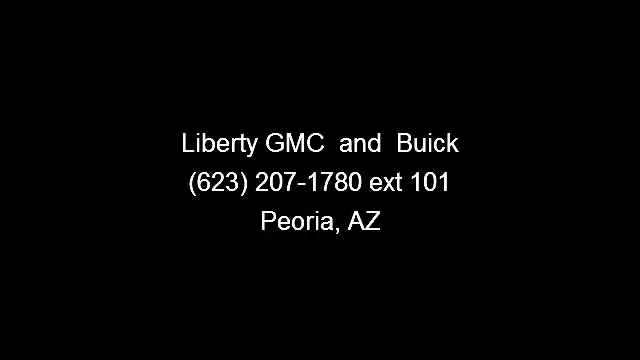 Liberty GMC  and  Buick
(623) 207-1780 ext 101
Peoria, AZ